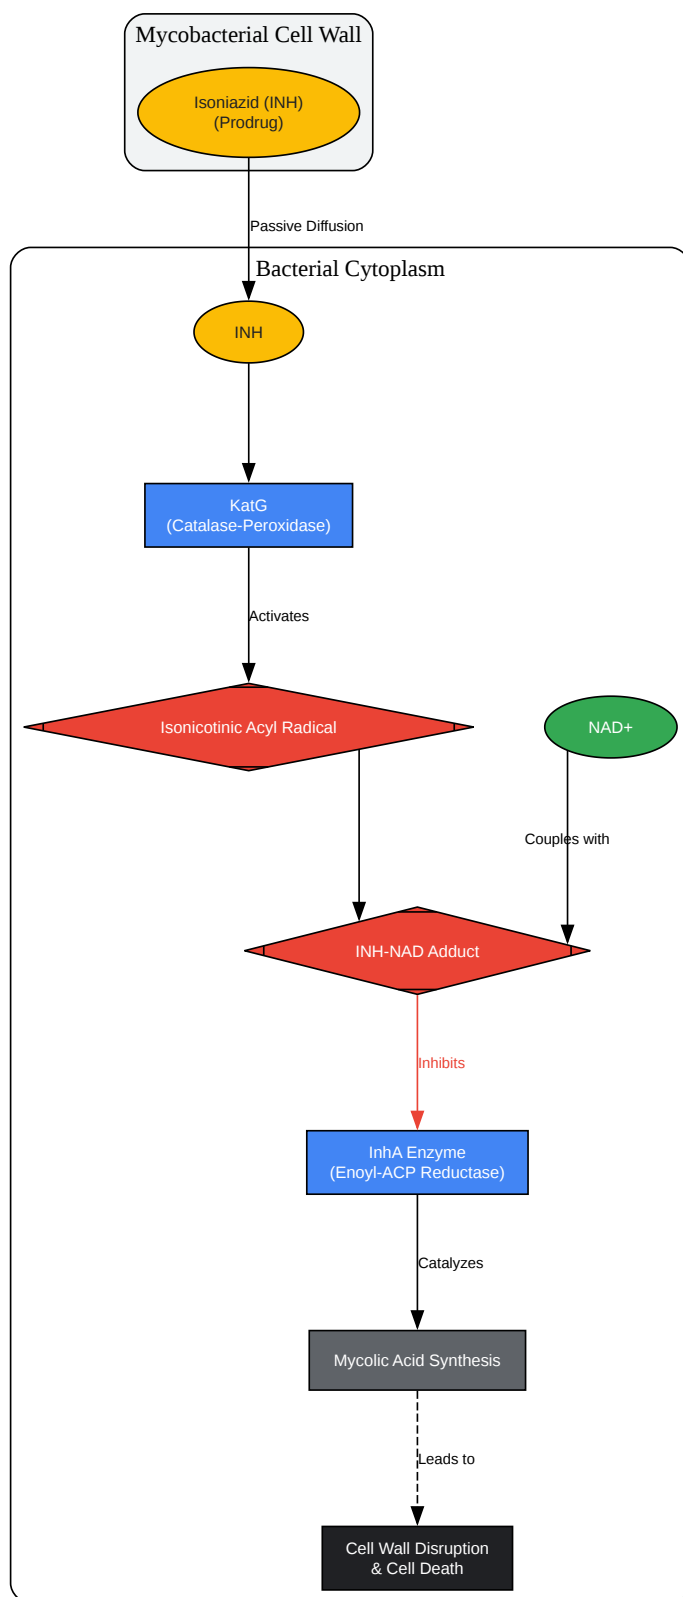 Mycobacterial Cell Wall
Isoniazid (INH)
(Prodrug)
Passive Diffusion
Bacterial Cytoplasm
INH
KatG
(Catalase-Peroxidase)
Activates
Isonicotinic Acyl Radical
NAD+
Couples with
INH-NAD Adduct
Inhibits
InhA Enzyme
(Enoyl-ACP Reductase)
Catalyzes
Mycolic Acid Synthesis
Leads to
Cell Wall Disruption
& Cell Death